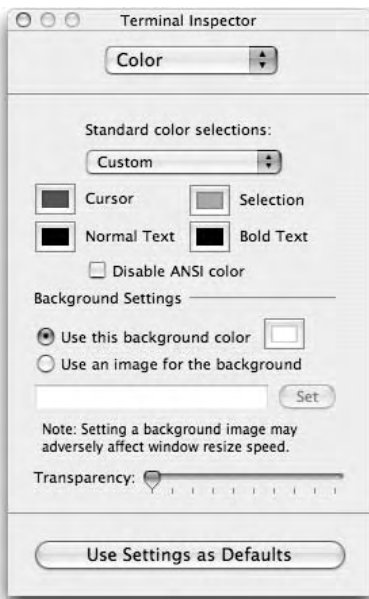 Terminal Inspector
Color
Standard color selections:
Custom
Cursor
Selection
Normal Text
Bold Text
Disable ANSI color
Background Settings
Use this background color
Use an image for the background
Set
Note: Setting a background image may
adversely affect window resize speed.
Transparency:
Use Settings as Defaults